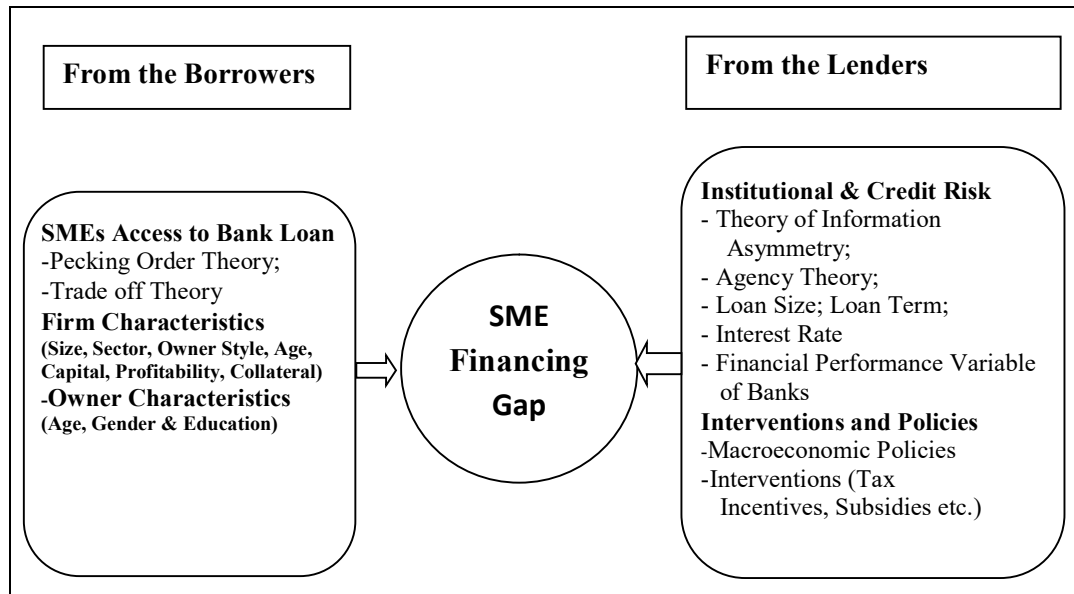 From the Borrowers
From the Lenders
SMEs Access to Bank Loan
-Pecking Order Theory;
-Trade off Theory
Firm Characteristics
(Size, Sector, Owner Style, Age,
Capital, Profitability, Collateral)
-Owner Characteristics
(Age, Gender & Education)
SME
Financing
Gap
Institutional & Credit Risk
- Theory of Information
Asymmetry;
- Agency Theory;
- Loan Size; Loan Term;
- Interest Rate
- Financial Performance Variable
of Banks
Interventions and Policies
-Macroeconomic Policies
-Interventions (Tax
Incentives, Subsidies etc.)